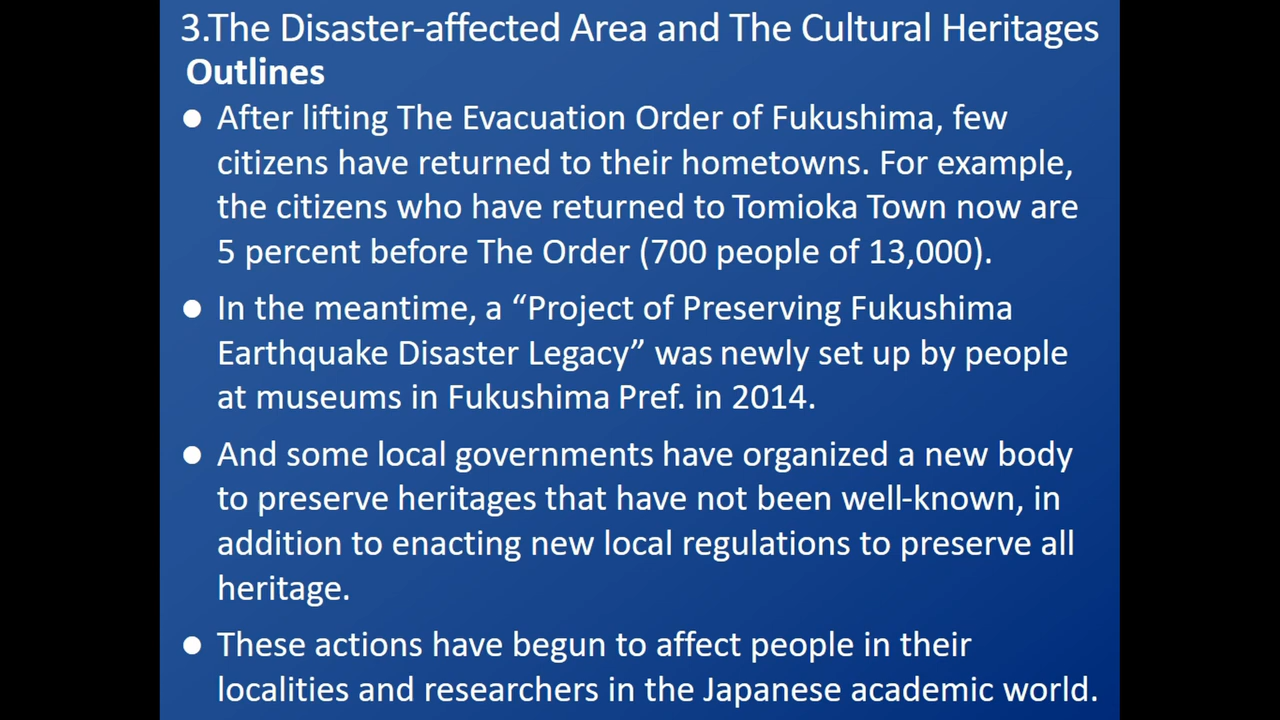 3.The Disaster-affected Area and The Cultural Heritages
Outlines
● After lifting The Evacuation Order of Fukushima, few
citizens have returned to their hometowns. For example,
the citizens who have returned to Tomioka Town now are
5 percent before The Order (700 people of 13,000).
● In the meantime, a “Project of Preserving Fukushima
Earthquake Disaster Legacy” was newly set up by people
at museums in Fukushima Pref. in 2014.
● And some local governments have organized a new body
to preserve heritages that have not been well-known, in
addition to enacting new local regulations to preserve all
heritage.
● These actions have begun to affect people in their
localities and researchers in the Japanese academic world.